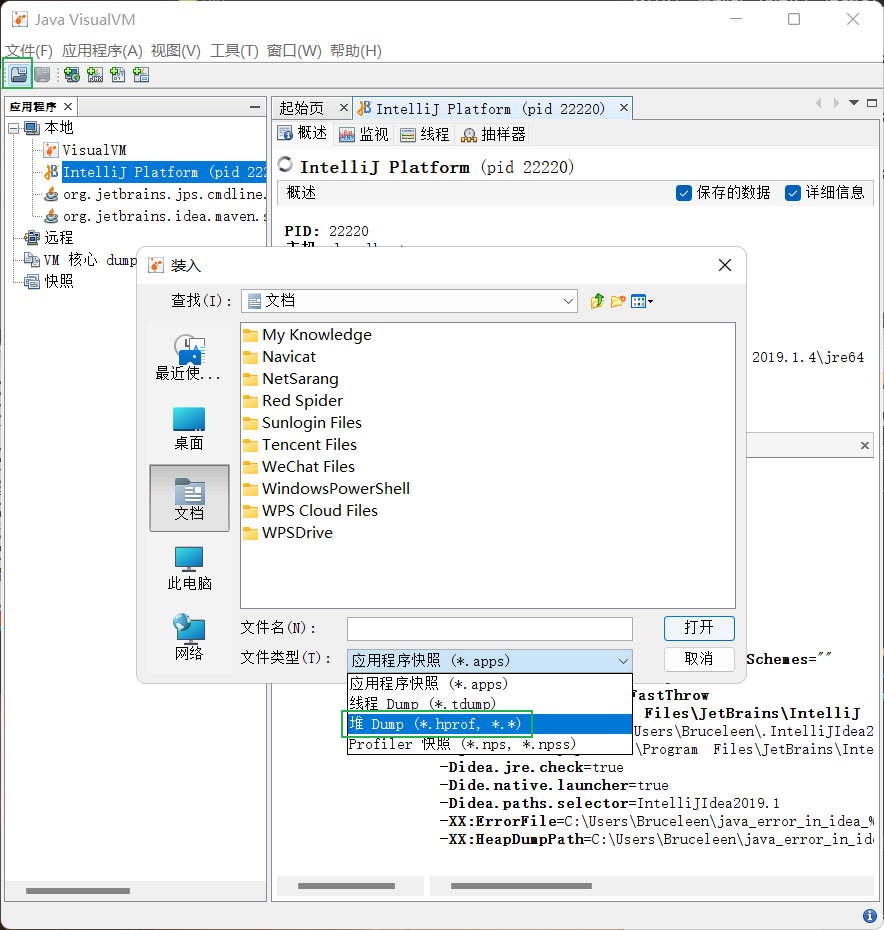 Java VisualVM
文件(F) 应用程序(A) 视图(V) 工具(T) 窗口(W) 帮助(H)
应用程序
本地
VisualVM
IntelliJ Platform (pid 222
org.jetbrains.jps.cmdline.
org.jetbrains.idea.maven.s
远程
VM 核心 dump
快照
起始页 IntelliJ Platform (pid 22220)
概述 监视 线程 抽样器
IntelliJ Platform (pid 22220)
概述 保存的数据 详细信息
PID: 22220
2019.1.4\jre64
装入
查找(I): 文档
最近使...
桌面
文档
此电脑
网络
My Knowledge
Navicat
NetSarang
Red Spider
Sunlogin Files
Tencent Files
WeChat Files
WindowsPowerShell
WPS Cloud Files
WPSDrive
文件名(N): 打开
文件类型(T): 应用程序快照 (*.apps) 取消
应用程序快照 (*.apps)
线程 Dump (*.tdump)
堆 Dump (*.hprof, *.*)
Profiler 快照 (*.nps, *.npss)
Schemes=""
FastThrow
Files\JetBrains\IntelliJ
Users\Bruceleen\.IntelliJIdea2
\Program Files\JetBrains\Inte
-Didea.jre.check=true
-Dide.native.launcher=true
-Didea.paths.selector=IntelliJIdea2019.1
-XX:ErrorFile=C:\Users\Bruceleen\java_error_in_idea_%
-XX:HeapDumpPath=C:\Users\Bruceleen\java_error_in_ide